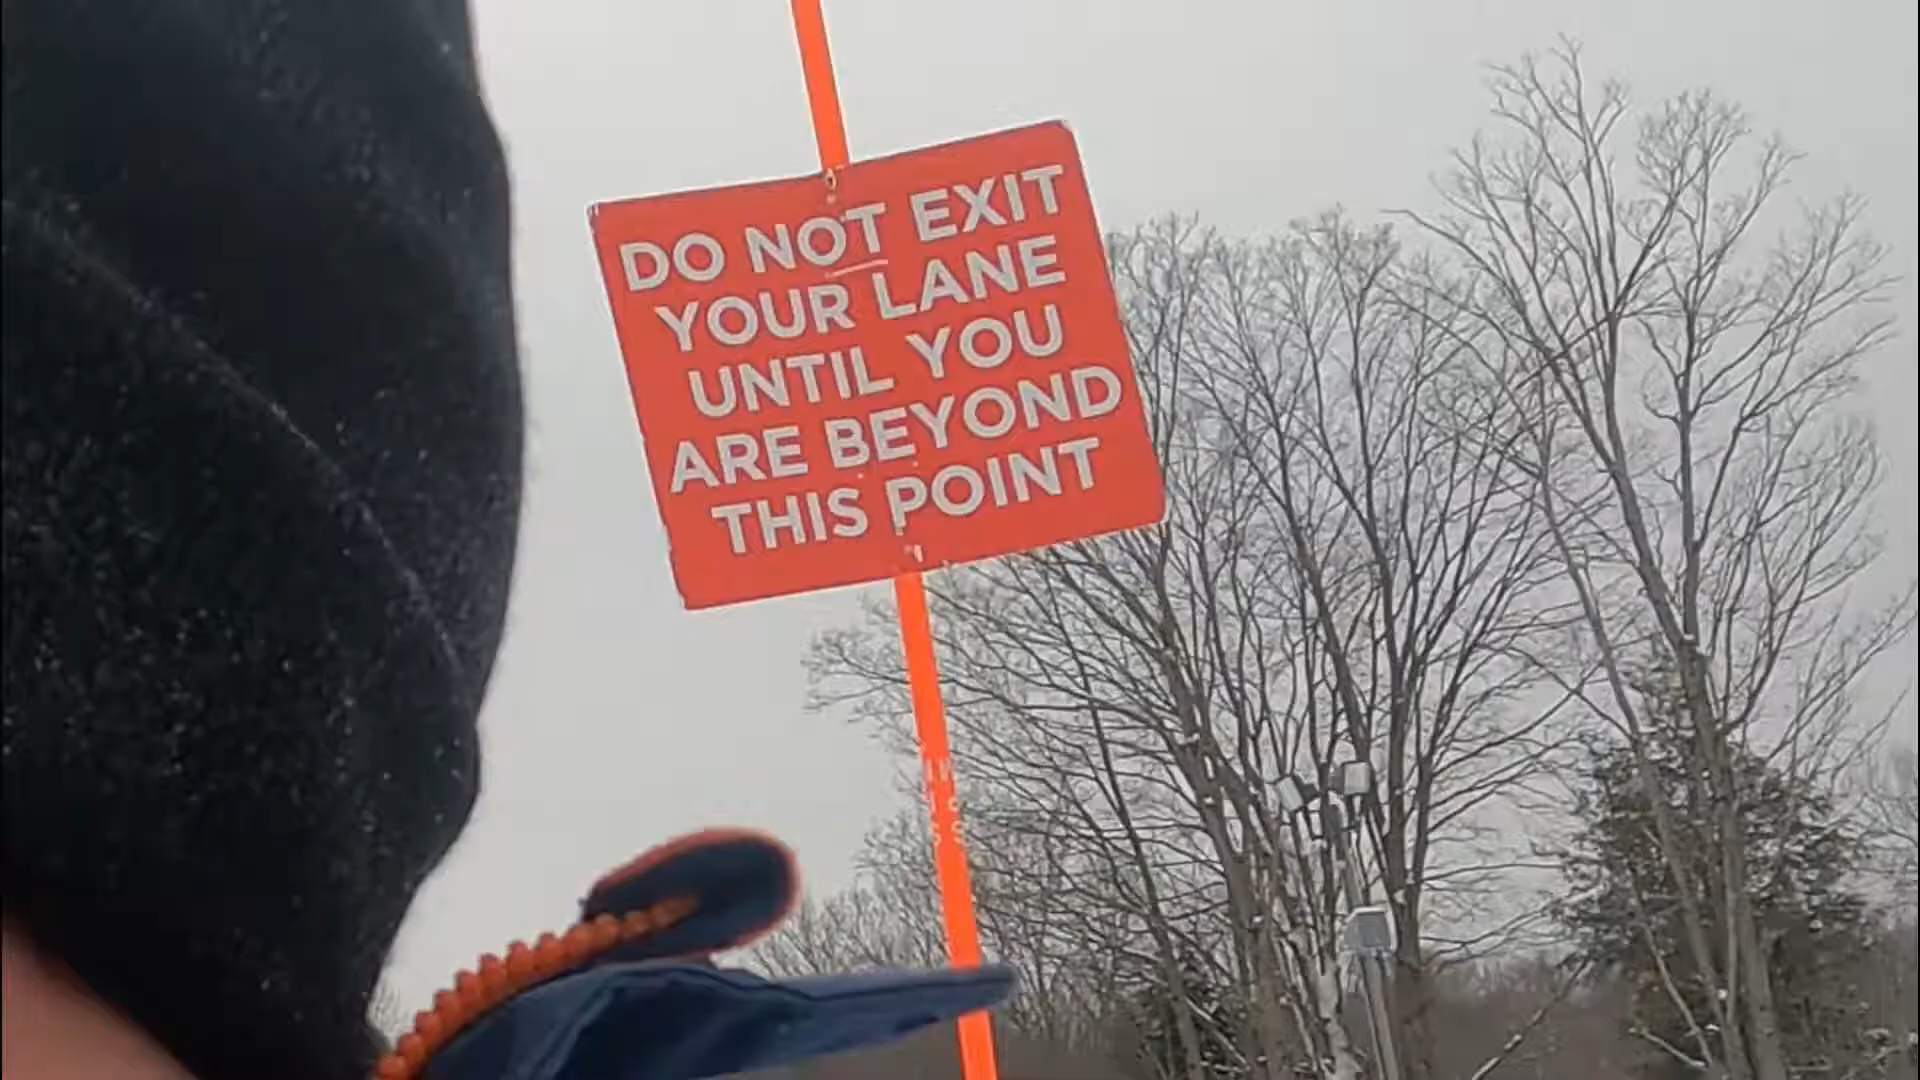 DO NOT EXIT
YOUR LANE
UNTIL YOU
ARE BEYOND
THIS POINT